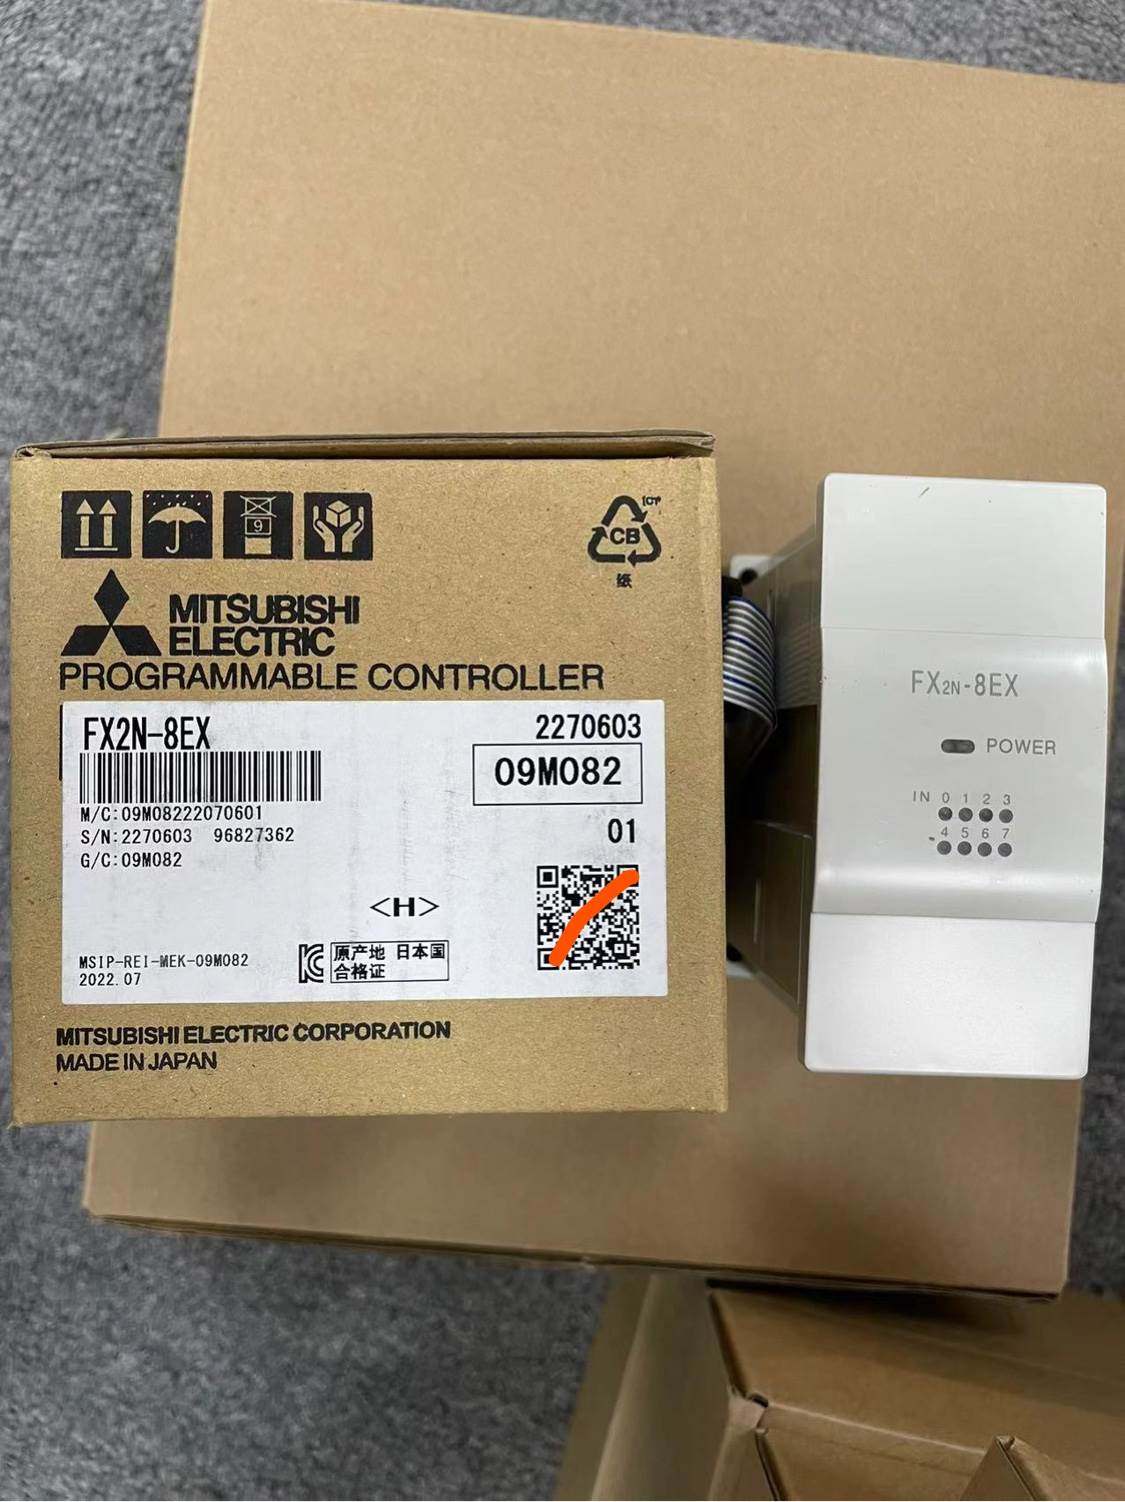 9
CB
纸
MITSUBISHI
ELECTRIC
PROGRAMMABLE CONTROLLER
FX2N-8EX
2270603
09M082
M/C:09M08222070601
S/N:2270603 96827362
G/C:09M082
01
<H>
MSIP-REI-MEK-09M082
2022.07
原产地 日本国
合格证
MITSUBISHI ELECTRIC CORPORATION
MADE IN JAPAN
FX2N-8EX
POWER
IN 0 1 2 3
4 5 6 7